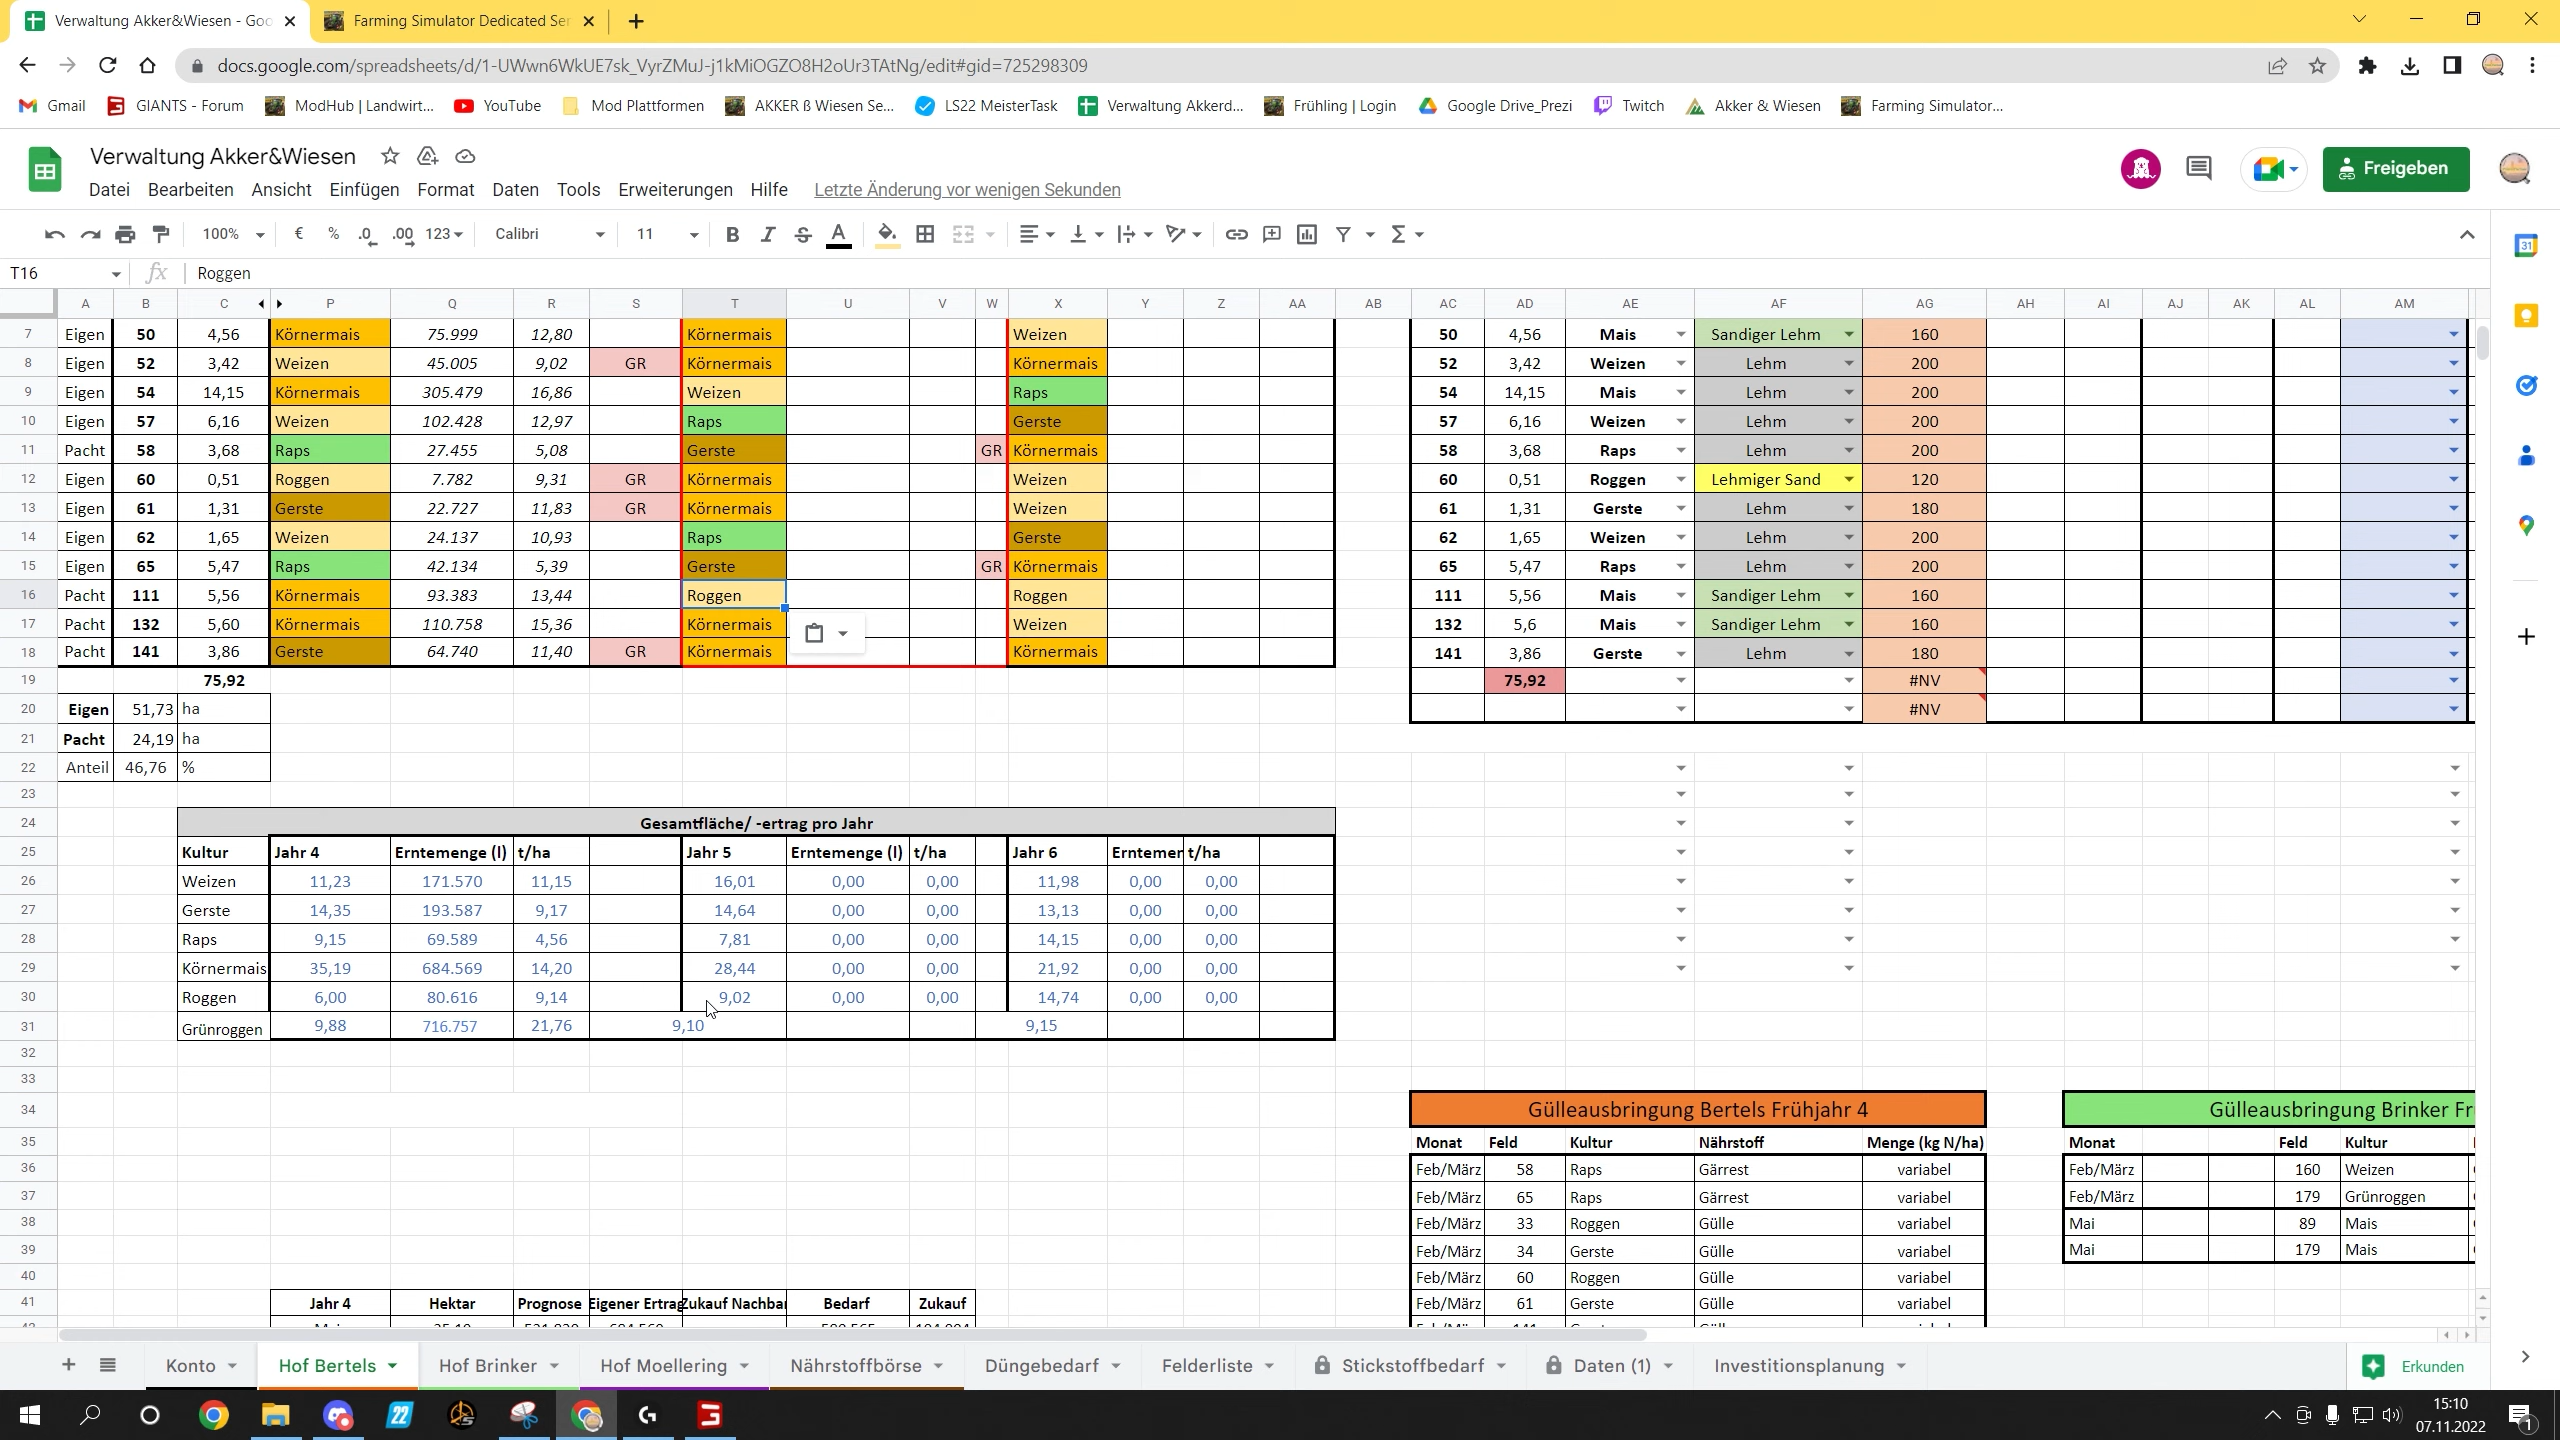 Verwaltung Akker&Wiesen - Goo
Farming Simulator Dedicated Ser
docs.google.com/spreadsheets/d/1-UWwn6WkUE7sk_VyrZMuJ-j1kMiOGZO8H2oUr3TAtNg/edit#gid=725298309
Gmail GIANTS - Forum ModHub | Landwirt... YouTube Mod Plattformen AKKER ß Wiesen Se... LS22 MeisterTask Verwaltung Akkerd... Frühling | Login Google Drive_Prezi Twitch Akker & Wiesen Farming Simulator...
Verwaltung Akker&Wiesen
Datei Bearbeiten Ansicht Einfügen Format Daten Tools Erweiterungen Hilfe Letzte Änderung vor wenigen Sekunden
Freigeben
100% € % .0 .00 123 Calibri 11 B I S A Σ
31
T16 fx Roggen
A B C P Q R S T U V W X Y Z AA AB AC AD AE AF AG AH AI AJ AK AL AM
7 Eigen 50 4,56 Körnermais 75.999 12,80 Körnermais Weizen 50 4,56 Mais Sandiger Lehm 160
8 Eigen 52 3,42 Weizen 45.005 9,02 GR Körnermais Körnermais 52 3,42 Weizen Lehm 200
9 Eigen 54 14,15 Körnermais 305.479 16,86 Weizen Raps 54 14,15 Mais Lehm 200
10 Eigen 57 6,16 Weizen 102.428 12,97 Raps Gerste 57 6,16 Weizen Lehm 200
11 Pacht 58 3,68 Raps 27.455 5,08 Gerste GR Körnermais 58 3,68 Raps Lehm 200
12 Eigen 60 0,51 Roggen 7.782 9,31 GR Körnermais Weizen 60 0,51 Roggen Lehmiger Sand 120
13 Eigen 61 1,31 Gerste 22.727 11,83 GR Körnermais Weizen 61 1,31 Gerste Lehm 180
14 Eigen 62 1,65 Weizen 24.137 10,93 Raps Gerste 62 1,65 Weizen Lehm 200
15 Eigen 65 5,47 Raps 42.134 5,39 Gerste GR Körnermais 65 5,47 Raps Lehm 200
16 Pacht 111 5,56 Körnermais 93.383 13,44 Roggen Roggen 111 5,56 Mais Sandiger Lehm 160
17 Pacht 132 5,60 Körnermais 110.758 15,36 Körnermais Weizen 132 5,6 Mais Sandiger Lehm 160
18 Pacht 141 3,86 Gerste 64.740 11,40 GR Körnermais Körnermais 141 3,86 Gerste Lehm 180
19 75,92 75,92 #NV
20 Eigen 51,73 ha #NV
21 Pacht 24,19 ha
22 Anteil 46,76 %
23
24 Gesamtfläche/ -ertrag pro Jahr
25 Kultur Jahr 4 Erntemenge (l) t/ha Jahr 5 Erntemenge (l) t/ha Jahr 6 Erntemer t/ha
26 Weizen 11,23 171.570 11,15 16,01 0,00 0,00 11,98 0,00 0,00
27 Gerste 14,35 193.587 9,17 14,64 0,00 0,00 13,13 0,00 0,00
28 Raps 9,15 69.589 4,56 7,81 0,00 0,00 14,15 0,00 0,00
29 Körnermais 35,19 684.569 14,20 28,44 0,00 0,00 21,92 0,00 0,00
30 Roggen 6,00 80.616 9,14 9,02 0,00 0,00 14,74 0,00 0,00
31 Grünroggen 9,88 716.757 21,76 9,10 9,15
32
33
34 Gülleausbringung Bertels Frühjahr 4 Gülleausbringung Brinker Fr
35 Monat Feld Kultur Nährstoff Menge (kg N/ha) Monat Feld Kultur
36 Feb/März 58 Raps Gärrest variabel Feb/März 160 Weizen
37 Feb/März 65 Raps Gärrest variabel Feb/März 179 Grünroggen
38 Feb/März 33 Roggen Gülle variabel Mai 89 Mais
39 Feb/März 34 Gerste Gülle variabel Mai 179 Mais
40 Feb/März 60 Roggen Gülle variabel
41 Jahr 4 Hektar Prognose Eigener Ertrag Zukauf Nachbar Bedarf Zukauf Feb/März 61 Gerste Gülle variabel
Konto Hof Bertels Hof Brinker Hof Moellering Nährstoffbörse Düngebedarf Felderliste Stickstoffbedarf Daten (1) Investitionsplanung Erkunden
22
15:10
07.11.2022
1